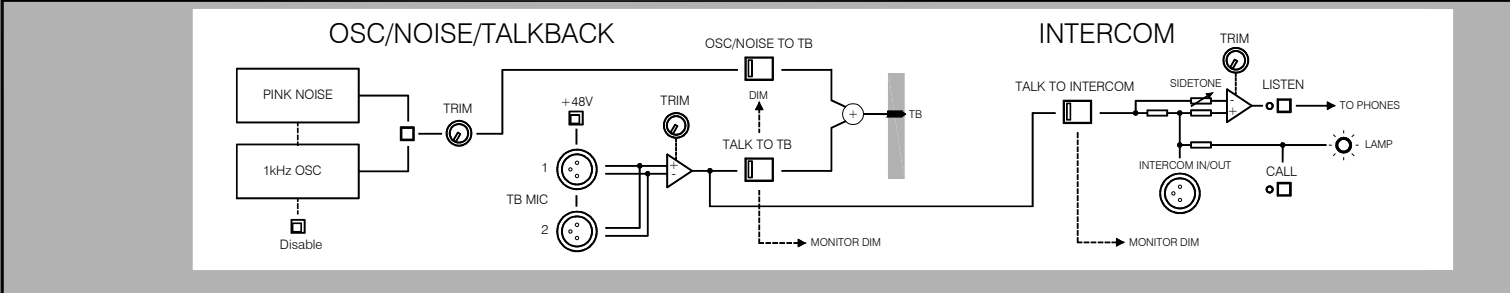 OSC/NOISE/TALKBACK
INTERCOM
OSC/NOISE TO TB
TRIM
PINK NOISE
TRIM
+48V
TRIM
DIM
TALK TO INTERCOM
SIDETONE
LISTEN
TO PHONES
+
TB
-
+
1kHz OSC
1
+
-
TALK TO TB
INTERCOM IN/OUT
CALL
LAMP
TB MIC
2
Disable
MONITOR DIM
MONITOR DIM